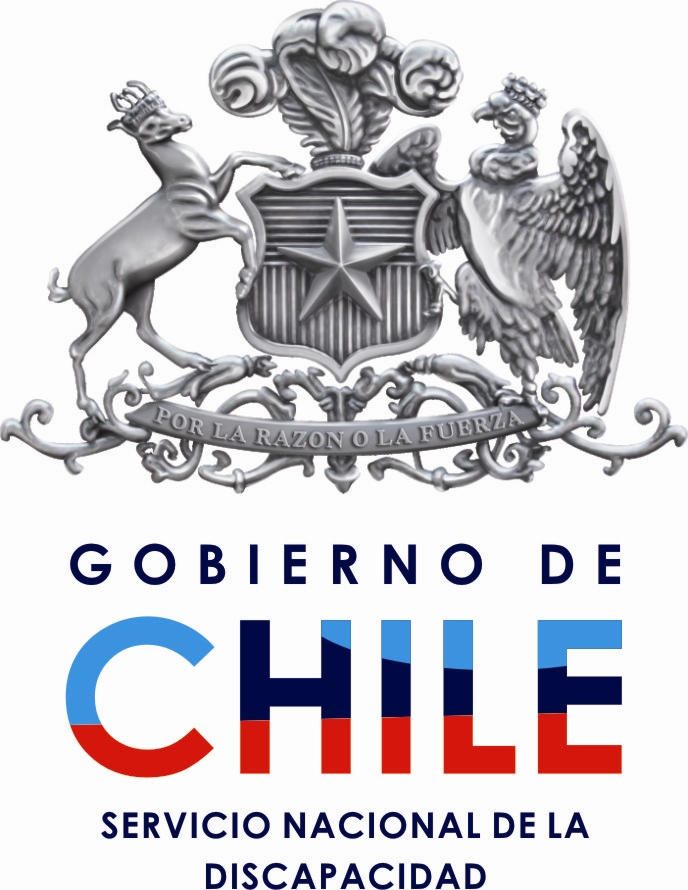 POR LA RAZON O LA FUERZA
GOBIERNO DE
CHILE
SERVICIO NACIONAL DE LA
DISCAPACIDAD